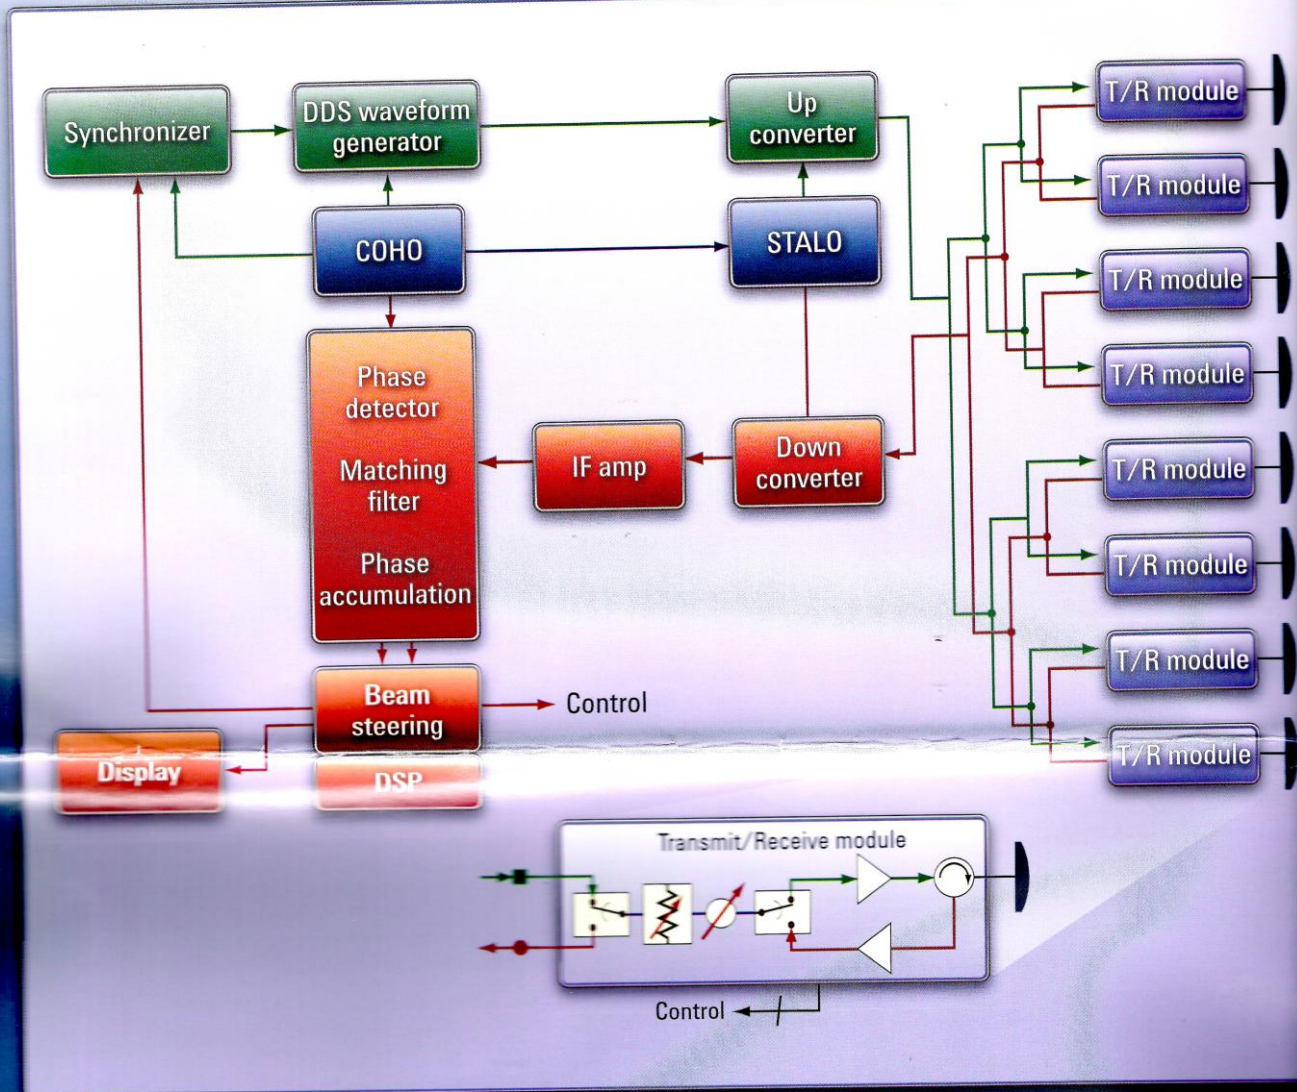 Synchronizer
DDS waveform
generator
Up
converter
COHO
STALO
Phase
detector
Matching
filter
Phase
accumulation
IF amp
Down
converter
Beam
steering
Control
Display
DSP
T/R module
T/R module
T/R module
T/R module
T/R module
T/R module
T/R module
T/R module
Transmit/Receive module
Control